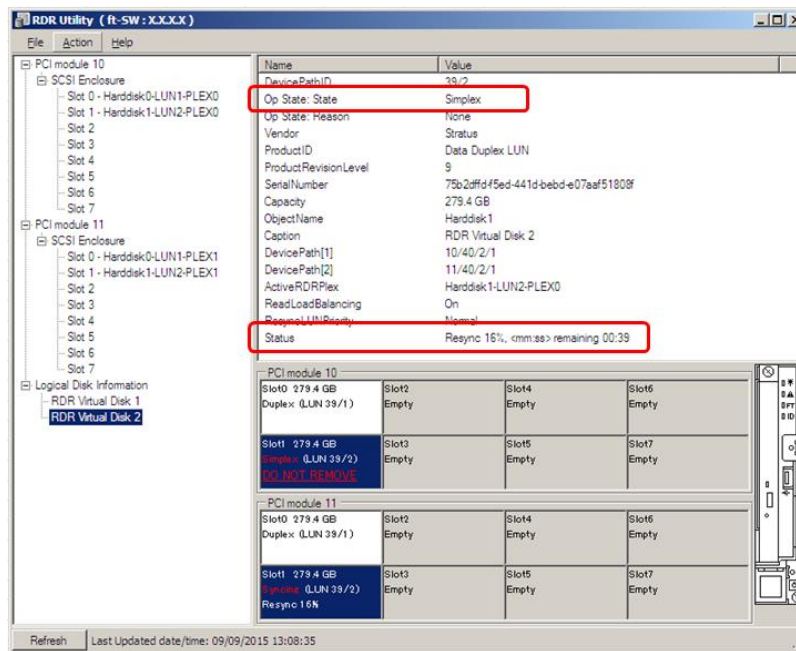 RDR Utility ( ft-SW : X.X.X.X )
File Action Help
PCI module 10
SCSI Enclosure
Slot 0 - Harddisk0-LUN1-PLEX0
Slot 1 - Harddisk1-LUN2-PLEX0
Slot 2
Slot 3
Slot 4
Slot 5
Slot 6
Slot 7
PCI module 11
SCSI Enclosure
Slot 0 - Harddisk0-LUN1-PLEX1
Slot 1 - Harddisk1-LUN2-PLEX1
Slot 2
Slot 3
Slot 4
Slot 5
Slot 6
Slot 7
Logical Disk Information
RDR Virtual Disk 1
RDR Virtual Disk 2
Name Value
DevicePathID 39/2
Op State: State Simplex
Op State: Reason None
Vendor Stratus
ProductID Data Duplex LUN
ProductRevisionLevel 9
SerialNumber 75b2dffd-f5ed-441d-bebd-e07aaf51808f
Capacity 279.4 GB
ObjectName Harddisk1
Caption RDR Virtual Disk 2
DevicePath[1] 10/40/2/1
DevicePath[2] 11/40/2/1
ActiveRDRPlex Harddisk1-LUN2-PLEX0
ReadLoadBalancing On
ResyncLUNPriority Normal
Status Resync 16%, <mm:ss> remaining 00:39
PCI module 10
Slot0 279.4 GB Slot2 Slot4 Slot6
Duplex (LUN 39/1) Empty Empty Empty
Slot1 279.4 GB Slot3 Slot5 Slot7
Simplex (LUN 39/2) Empty Empty Empty
DO NOT REMOVE
PCI module 11
Slot0 279.4 GB Slot2 Slot4 Slot6
Duplex (LUN 39/1) Empty Empty Empty
Slot1 279.4 GB Slot3 Slot5 Slot7
Syncing (LUN 39/2) Empty Empty Empty
Resync 16%
Refresh Last Updated date/time: 09/09/2015 13:08:35